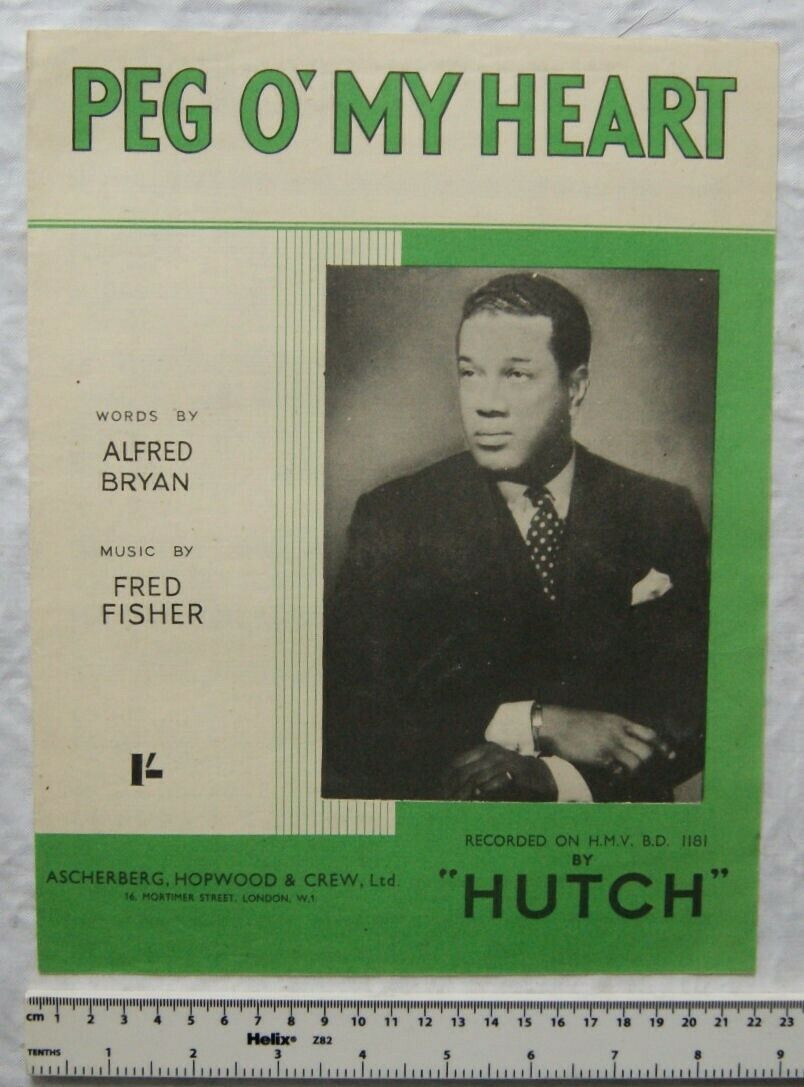 PEG O' MY HEART
WORDS BY
ALFRED
BRYAN
MUSIC BY
FRED
FISHER
1/-
RECORDED ON H.M.V. B.D. 1181
BY
"HUTCH"
ASCHERBERG, HOPWOOD & CREW, Ltd.
16, MORTIMER STREET, LONDON, W.1
cm 1 2 3 4 5 6 7 8 9 10 11 12 13 14 15 16 17 18 19 20 21 22 23
Helix® Z82
TENTHS 1 2 3 4 5 6 7 8 9